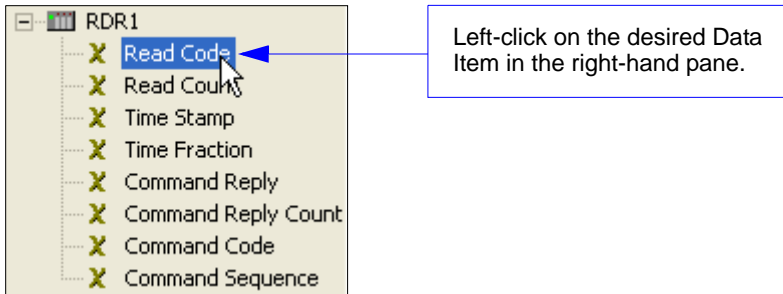 RDR1
Read Code
Read Count
Time Stamp
Time Fraction
Command Reply
Command Reply Count
Command Code
Command Sequence
Left-click on the desired Data
Item in the right-hand pane.